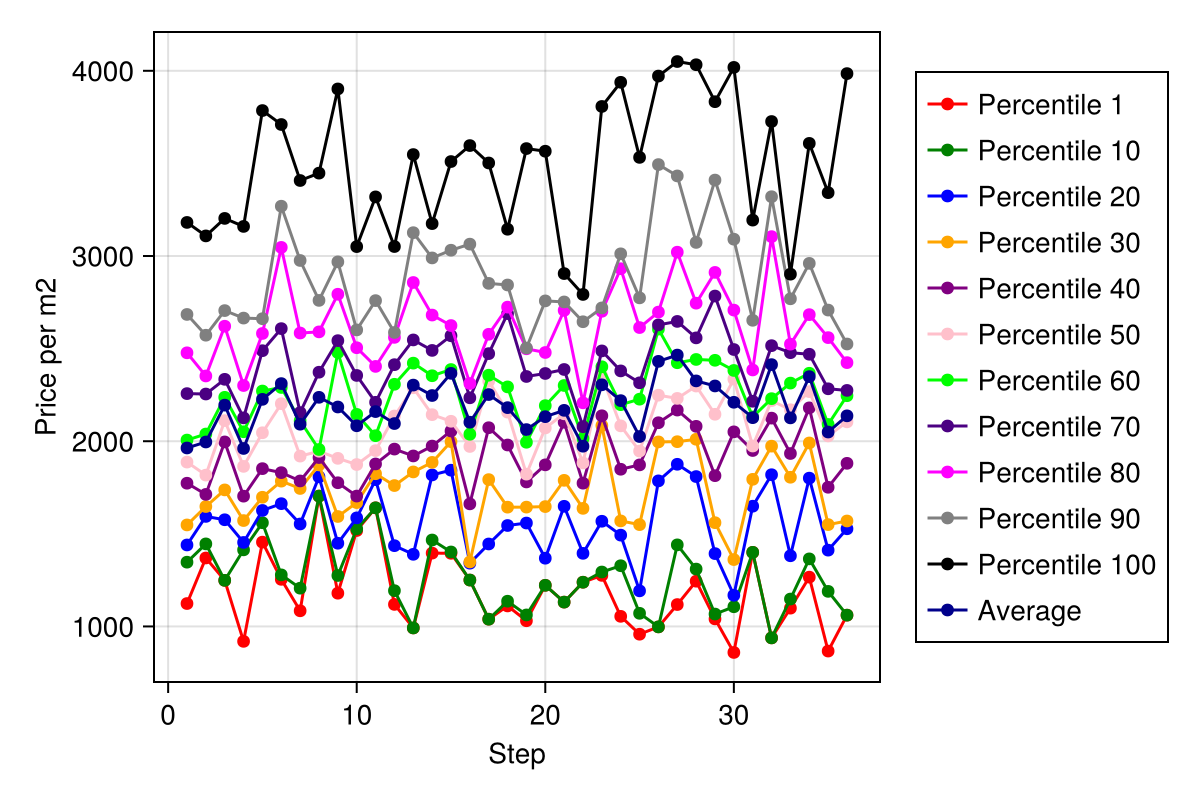 4000
3000
2000
1000
Price per m2
0 10 20 30
Step
Percentile 1
Percentile 10
Percentile 20
Percentile 30
Percentile 40
Percentile 50
Percentile 60
Percentile 70
Percentile 80
Percentile 90
Percentile 100
Average